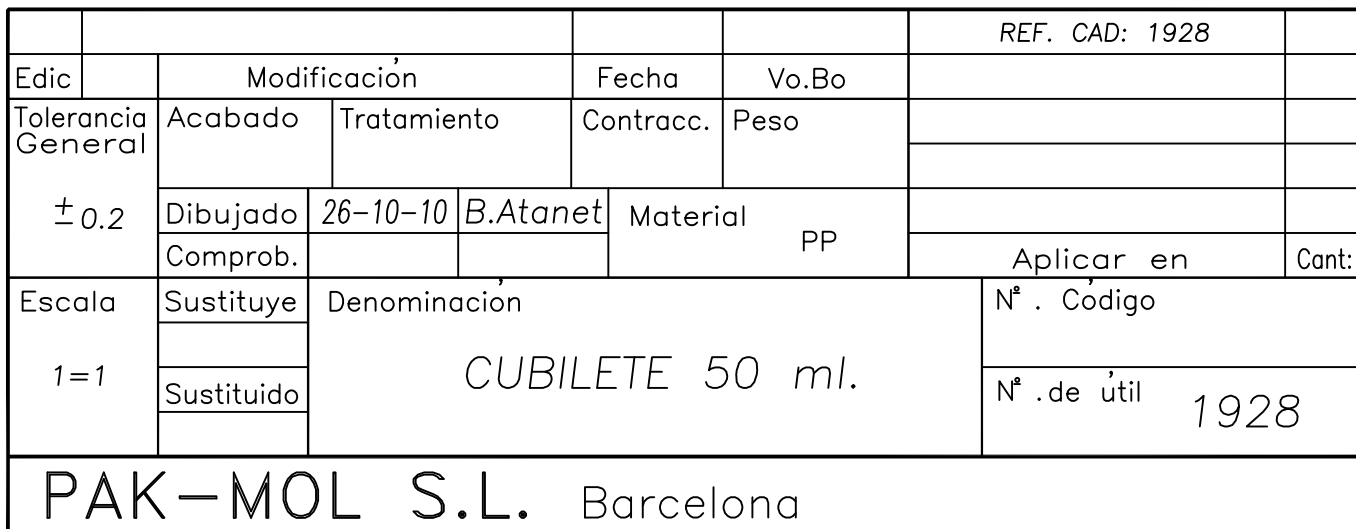 REF. CAD: 1928
Edic Modificación Fecha Vo.Bo
Tolerancia General Acabado Tratamiento Contracc. Peso
±0.2 Dibujado 26-10-10 B.Atanet Material PP
Comprob. Aplicar en Cant:
Escala Sustituye Denominación Nº. Código
1=1 CUBILETE 50 ml.
Sustituido Nº.de útil 1928
PAK-MOL S.L. Barcelona